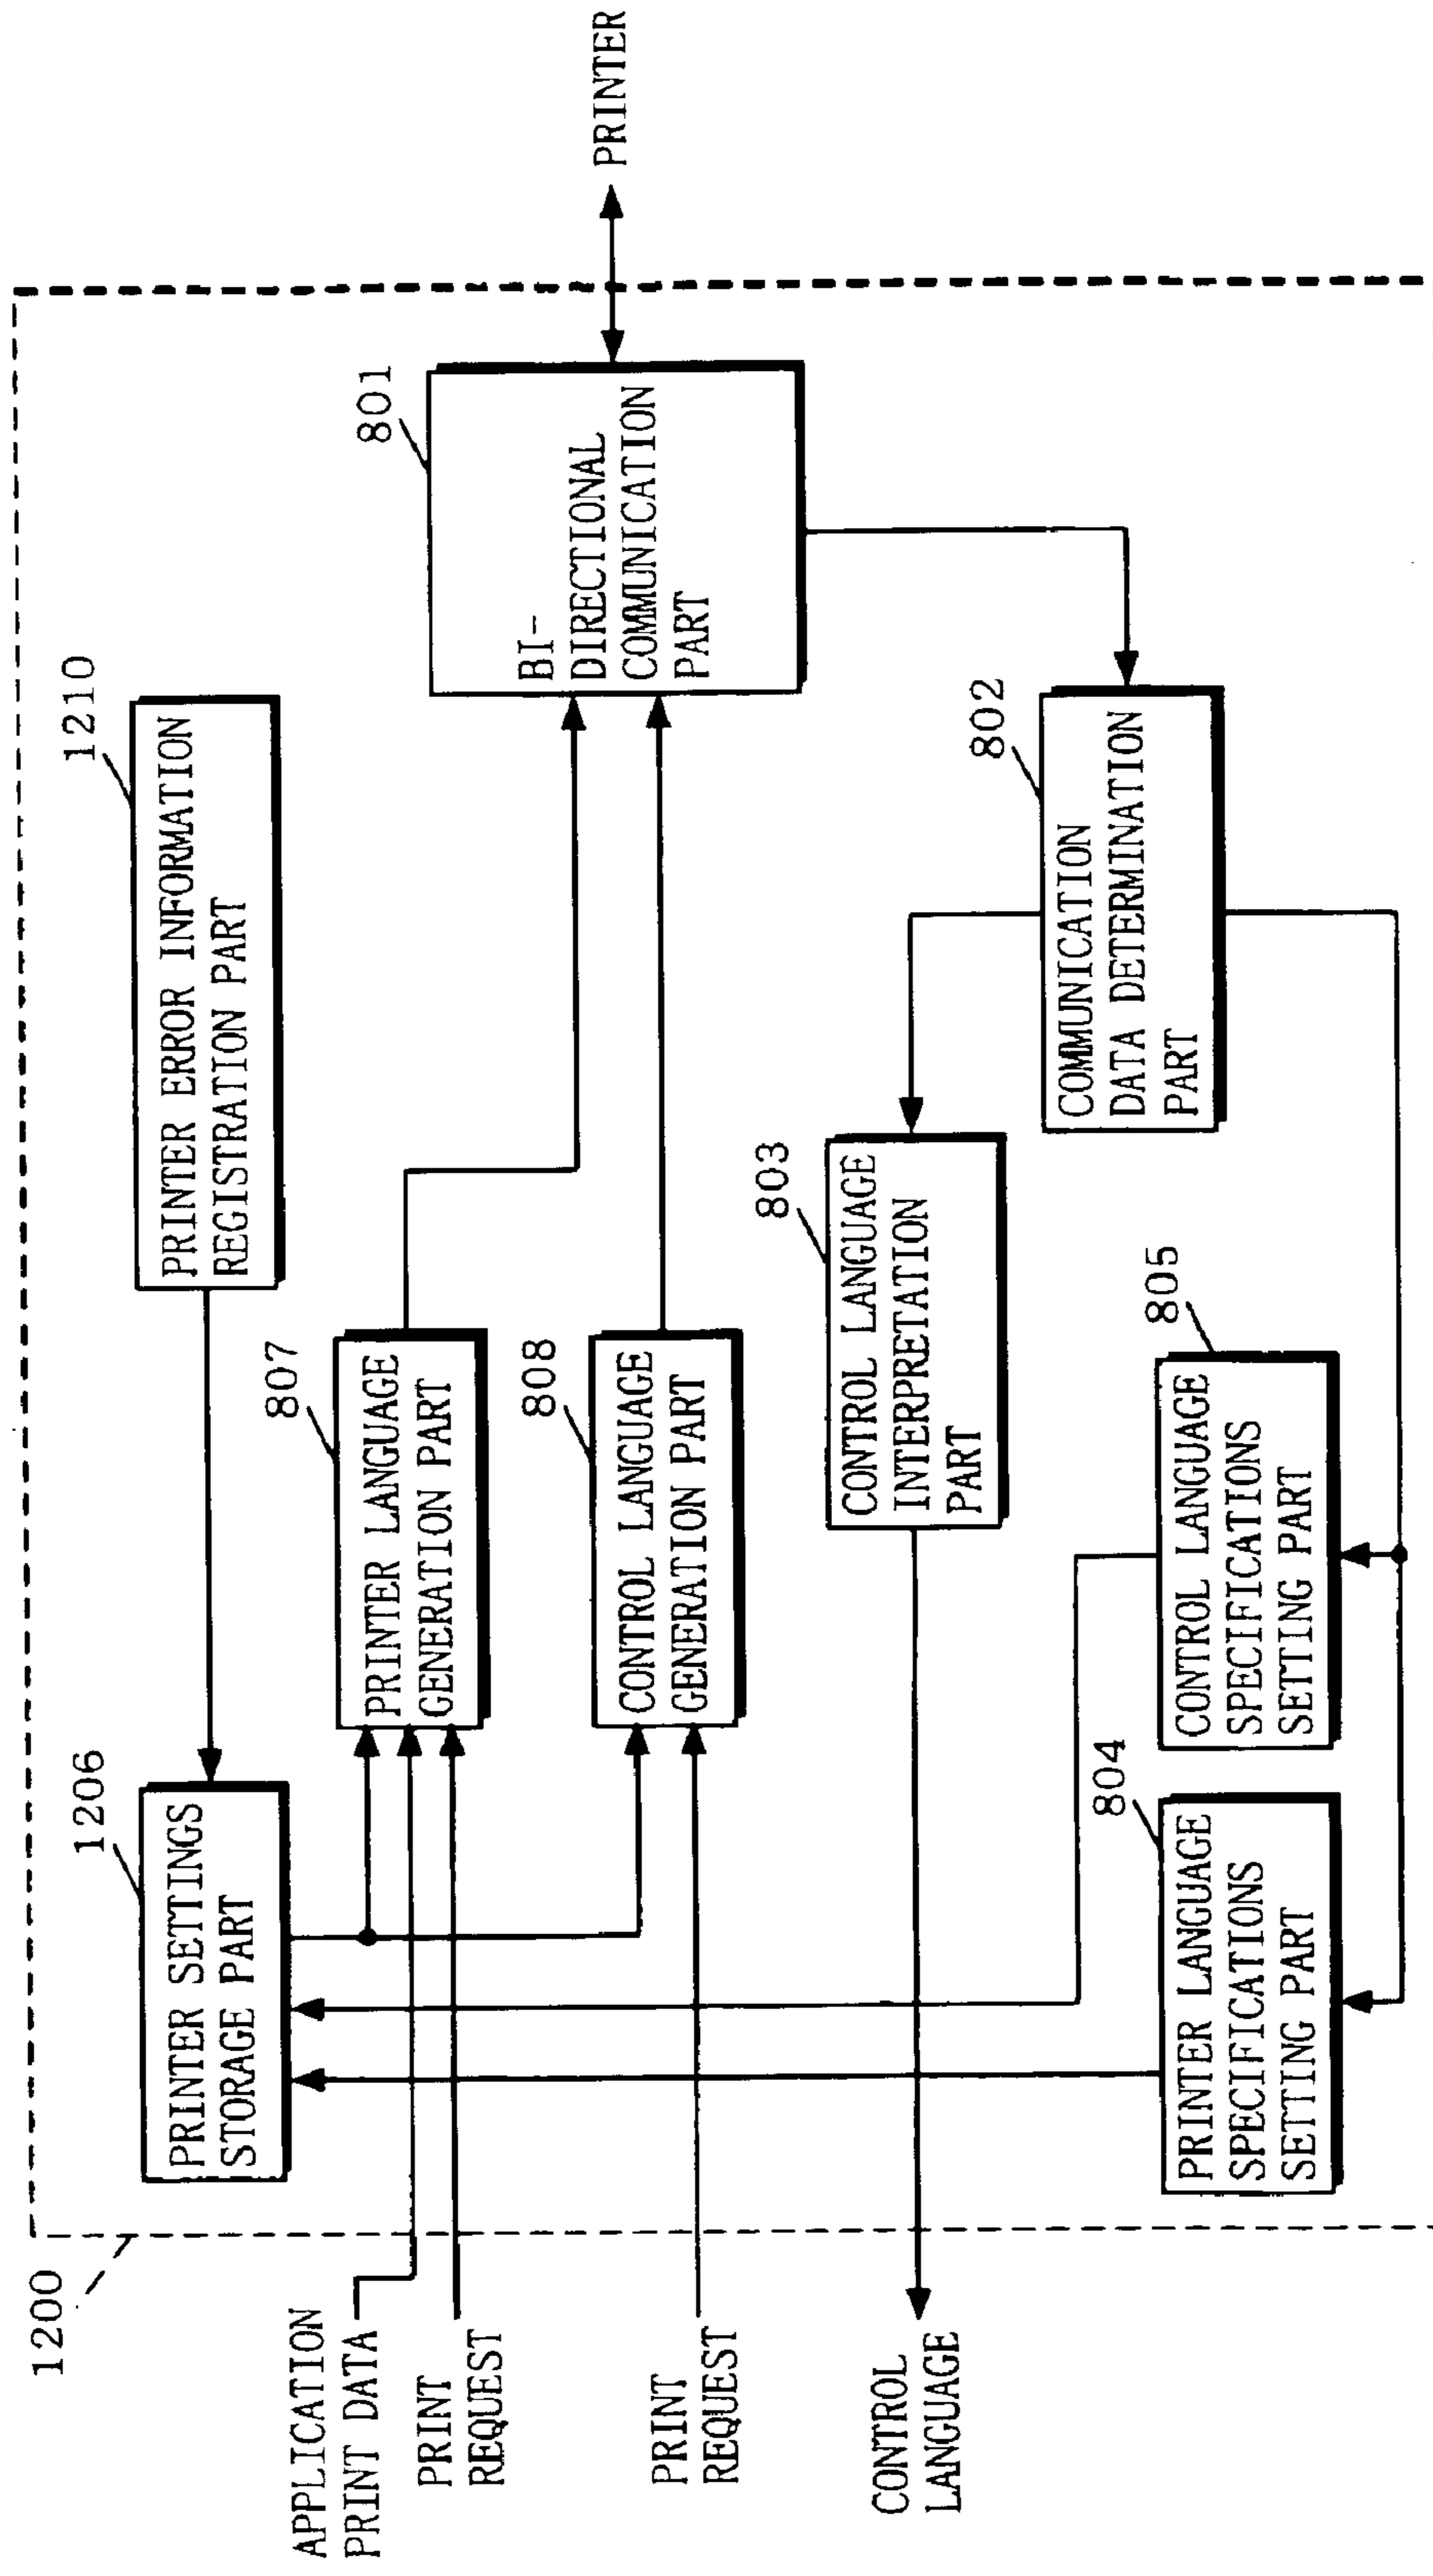 1200
1206
PRINTER SETTINGS
STORAGE PART
1210
PRINTER ERROR INFORMATION
REGISTRATION PART
APPLICATION
PRINT DATA
PRINT
REQUEST
807
PRINTER LANGUAGE
GENERATION PART
801
BI-
DIRECTIONAL
COMMUNICATION
PART
PRINTER
PRINT
REQUEST
808
CONTROL LANGUAGE
GENERATION PART
CONTROL
LANGUAGE
803
CONTROL LANGUAGE
INTERPRETATION
PART
802
COMMUNICATION
DATA DETERMINATION
PART
804
PRINTER LANGUAGE
SPECIFICATIONS
SETTING PART
805
CONTROL LANGUAGE
SPECIFICATIONS
SETTING PART